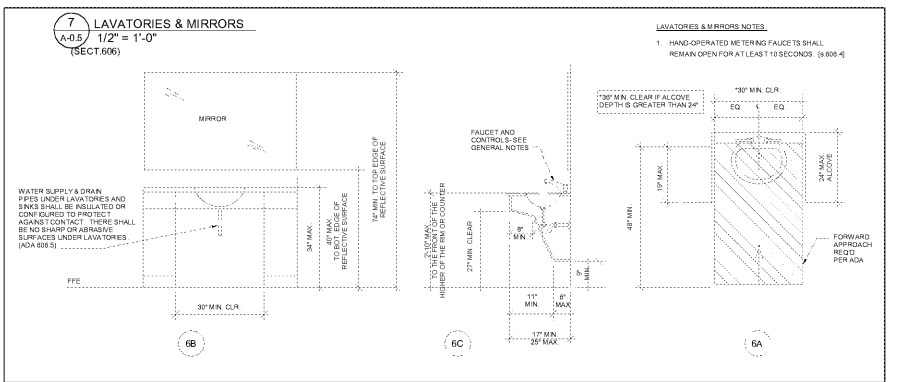 7
A-0.5
LAVATORIES & MIRRORS
1/2" = 1'-0"
(SECT.606)
LAVATORIES & MIRRORS NOTES:
1. HAND-OPERATED METERING FAUCETS SHALL
REMAIN OPEN FOR AT LEAST 10 SECONDS. [s.606.4]
MIRROR
WATER SUPPLY & DRAIN
PIPES UNDER LAVATORIES AND
SINKS SHALL BE INSULATED OR
CONFIGURED TO PROTECT
AGAINST CONTACT. THERE SHALL
BE NO SHARP OR ABRASIVE
SURFACES UNDER LAVATORIES
(ADA 606.5)
FFE
30" MIN. CLR.
34" MAX.
40" MAX.
TO BOT. EDGE OF
REFLECTIVE SURFACE
74" MIN. TO TOP EDGE OF
REFLECTIVE SURFACE
6B
FAUCET AND
CONTROLS-SEE
GENERAL NOTES
2'-10" MAX.
TO THE FRONT OF THE
HIGHER OF THE RIM OR COUNTER
27" MIN. CLEAR
8"
MIN.
9"
MIN.
11"
MIN.
6"
MAX
17" MIN.
25" MAX.
6C
*36" MIN. CLEAR IF ALCOVE
DEPTH IS GREATER THAN 24"
*30" MIN. CLR.
EQ.
EQ.
19" MAX.
48" MIN.
24" MAX.
ALCOVE
FORWARD
APPROACH
REQ'D
PER ADA
6A